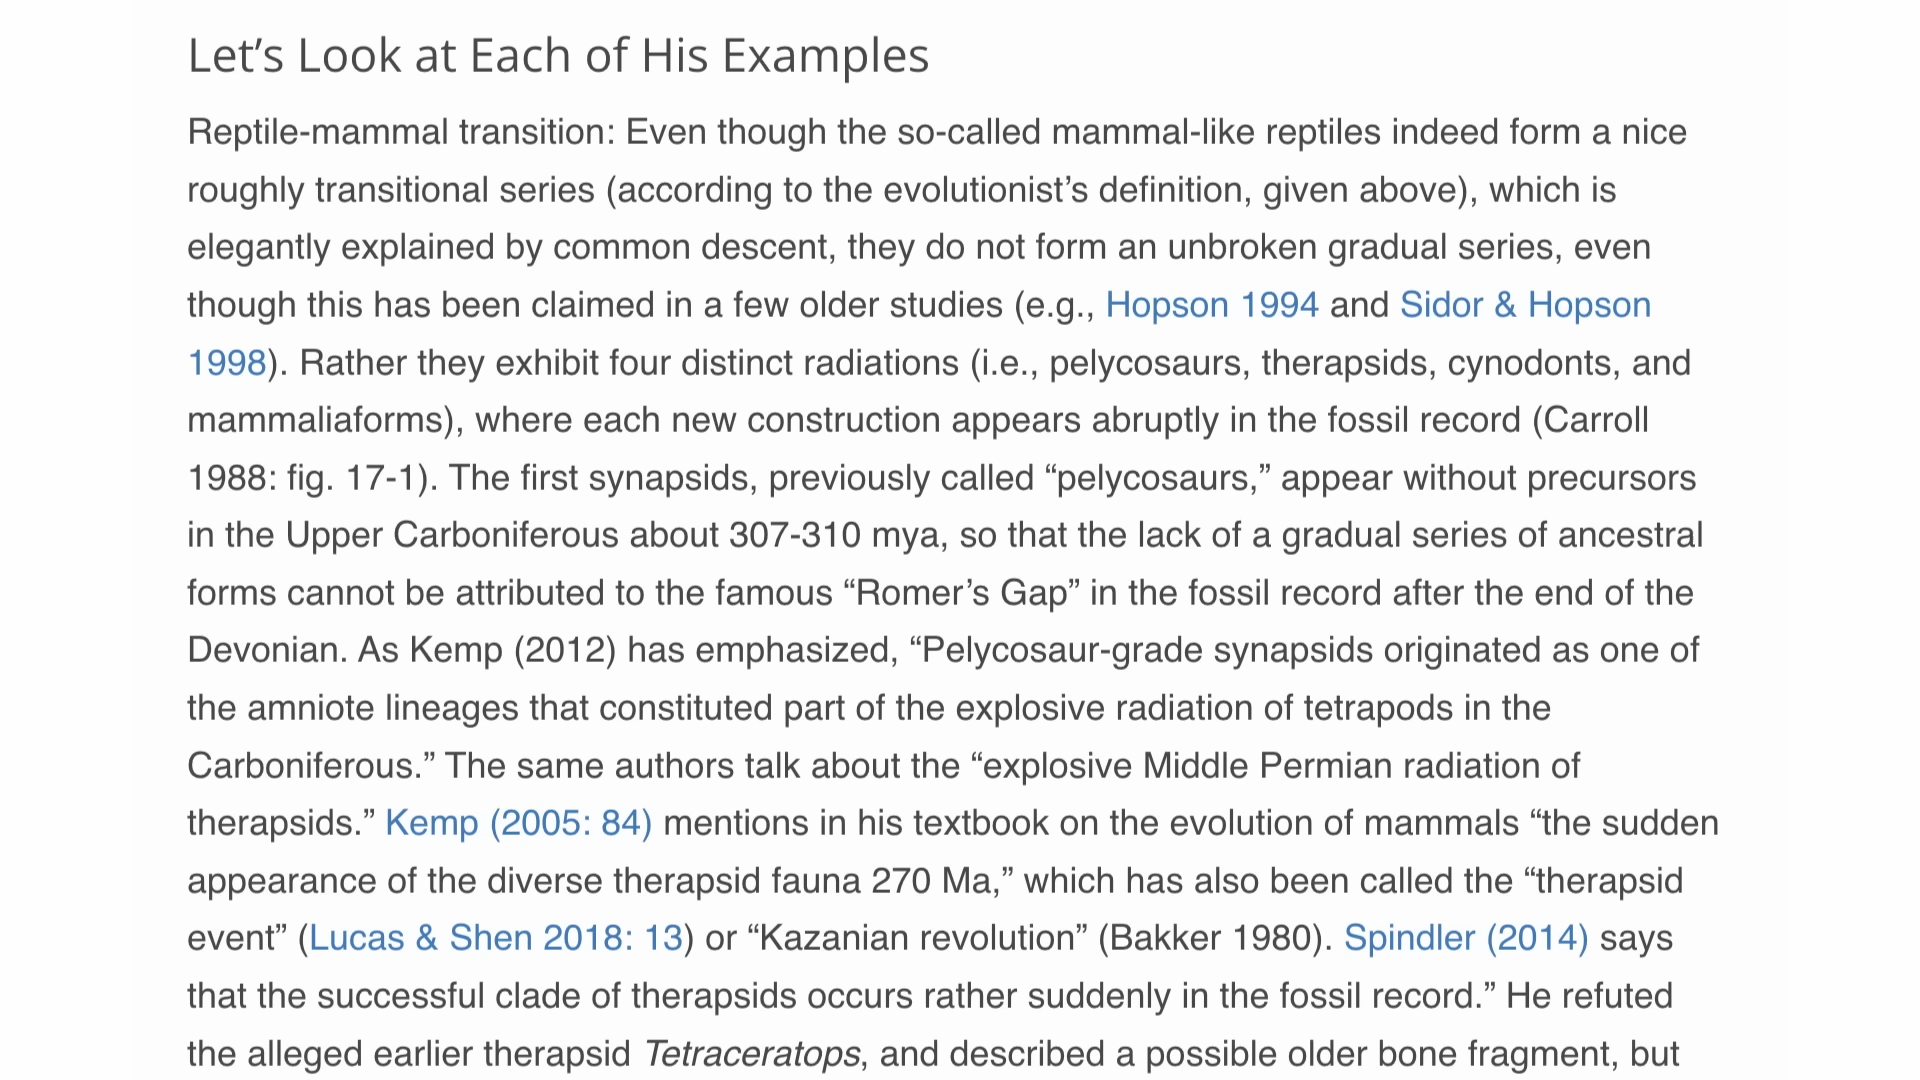 Let’s Look at Each of His Examples
Reptile-mammal transition: Even though the so-called mammal-like reptiles indeed form a nice
roughly transitional series (according to the evolutionist’s definition, given above), which is
elegantly explained by common descent, they do not form an unbroken gradual series, even
though this has been claimed in a few older studies (e.g., Hopson 1994 and Sidor & Hopson
1998). Rather they exhibit four distinct radiations (i.e., pelycosaurs, therapsids, cynodonts, and
mammaliaforms), where each new construction appears abruptly in the fossil record (Carroll
1988: fig. 17-1). The first synapsids, previously called “pelycosaurs,” appear without precursors
in the Upper Carboniferous about 307-310 mya, so that the lack of a gradual series of ancestral
forms cannot be attributed to the famous “Romer’s Gap” in the fossil record after the end of the
Devonian. As Kemp (2012) has emphasized, “Pelycosaur-grade synapsids originated as one of
the amniote lineages that constituted part of the explosive radiation of tetrapods in the
Carboniferous.” The same authors talk about the “explosive Middle Permian radiation of
therapsids.” Kemp (2005: 84) mentions in his textbook on the evolution of mammals “the sudden
appearance of the diverse therapsid fauna 270 Ma,” which has also been called the “therapsid
event” (Lucas & Shen 2018: 13) or “Kazanian revolution” (Bakker 1980). Spindler (2014) says
that the successful clade of therapsids occurs rather suddenly in the fossil record.” He refuted
the alleged earlier therapsid Tetraceratops, and described a possible older bone fragment, but